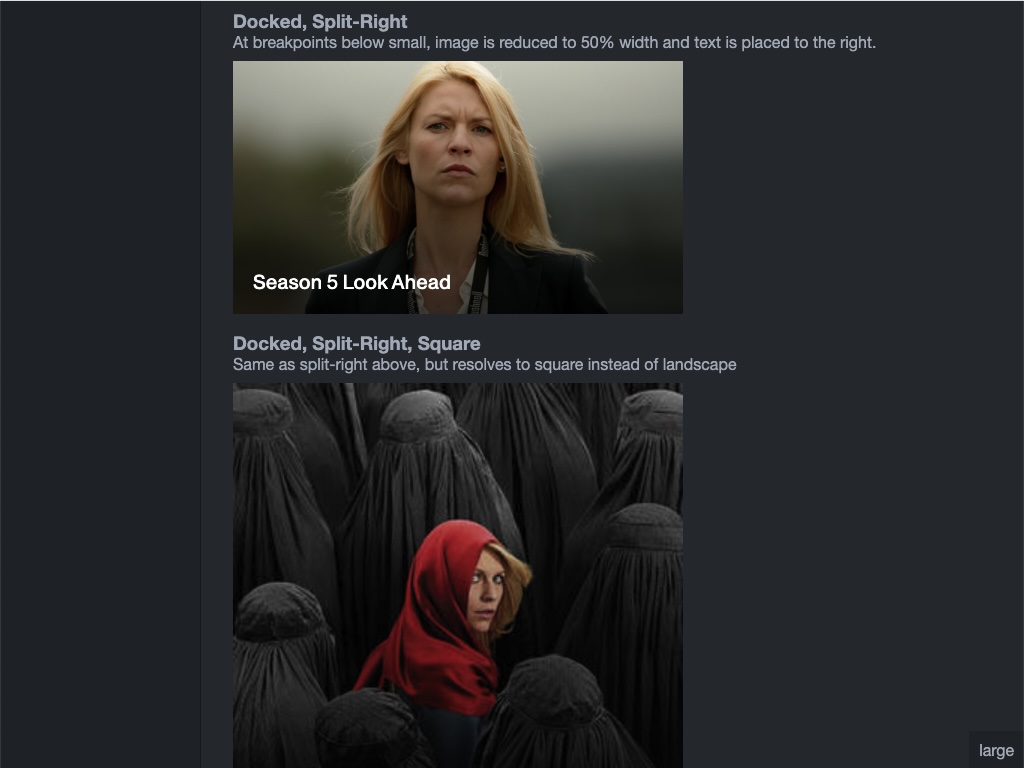 Docked, Split-Right
At breakpoints below small, image is reduced to 50% width and text is placed to the right.
Season 5 Look Ahead
Docked, Split-Right, Square
Same as split-right above, but resolves to square instead of landscape
large